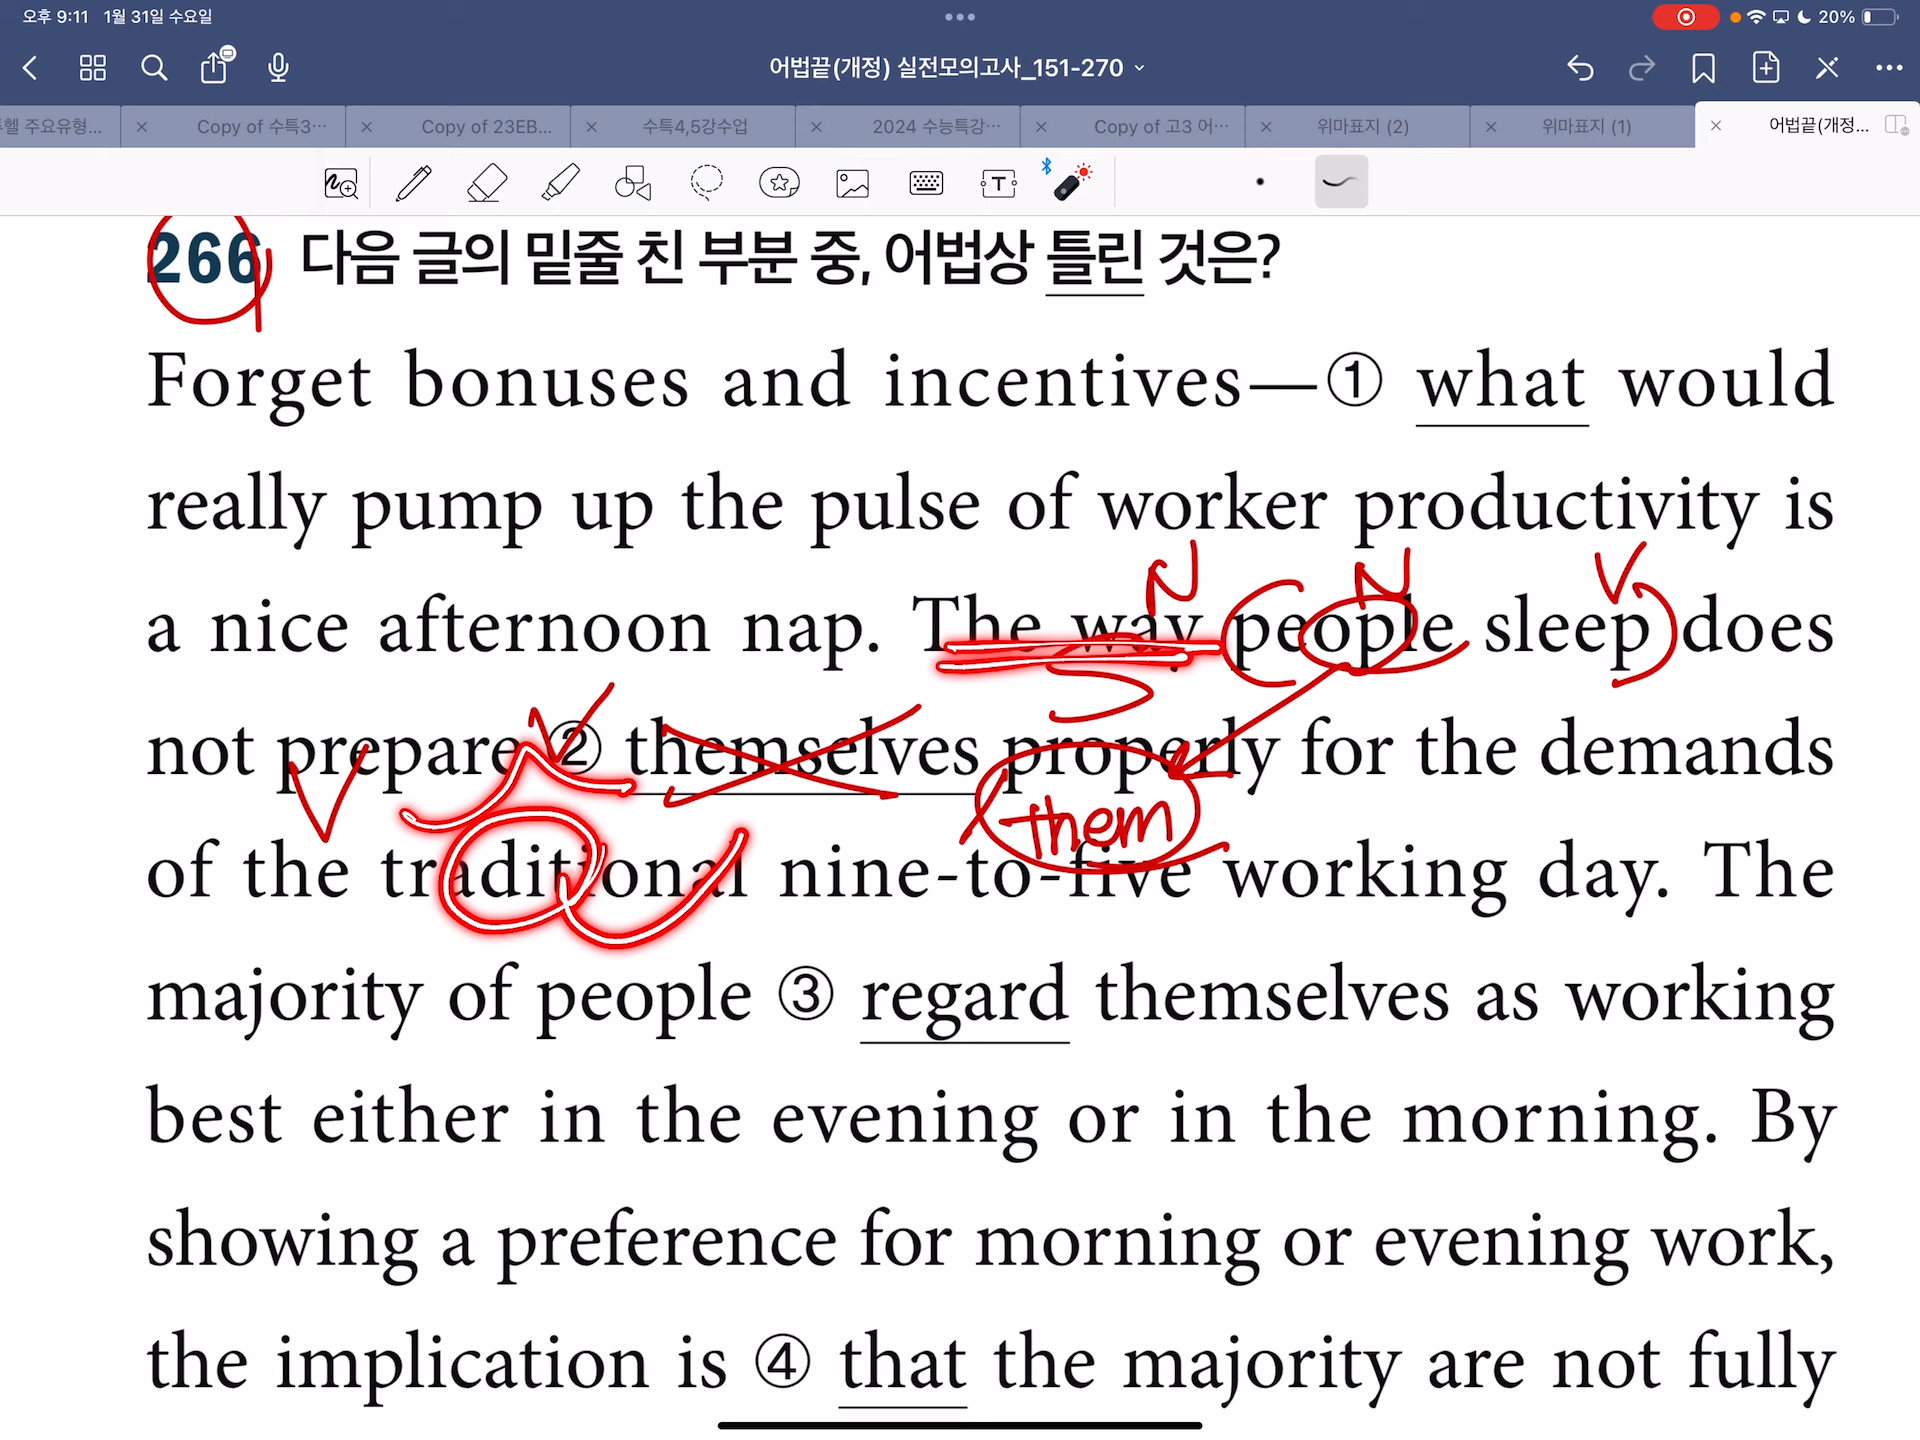 오후 9:11 1월 31일 수요일
20%
어법끝(개정) 실전모의고사_151-270
헬 주요유형...
Copy of 수특3...
Copy of 23EB...
수특4,5강수업
2024 수능특강...
Copy of 고3 어...
위마표지 (2)
위마표지 (1)
어법끝(개정...
266 다음 글의 밑줄 친 부분 중, 어법상 틀린 것은?
Forget bonuses and incentives—① what would
really pump up the pulse of worker productivity is
N N V
a nice afternoon nap. The way people sleep does
S
not prepare ② themselves properly for the demands
V them
of the traditional nine-to-five working day. The
majority of people ③ regard themselves as working
best either in the evening or in the morning. By
showing a preference for morning or evening work,
the implication is ④ that the majority are not fully